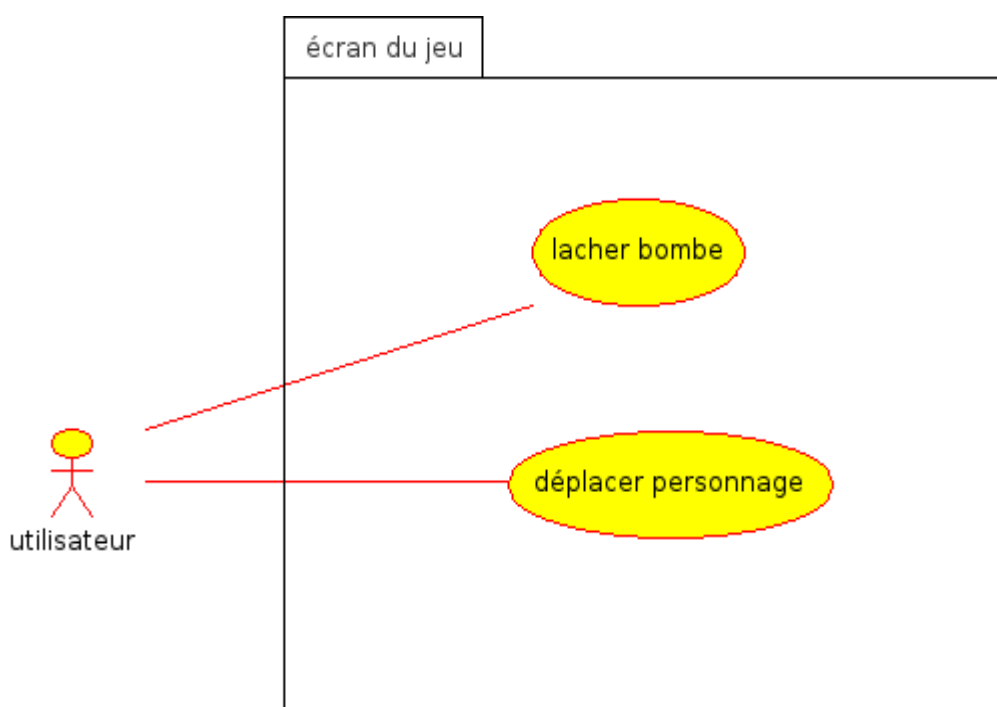 écran du jeu
lacher bombe
déplacer personnage
utilisateur